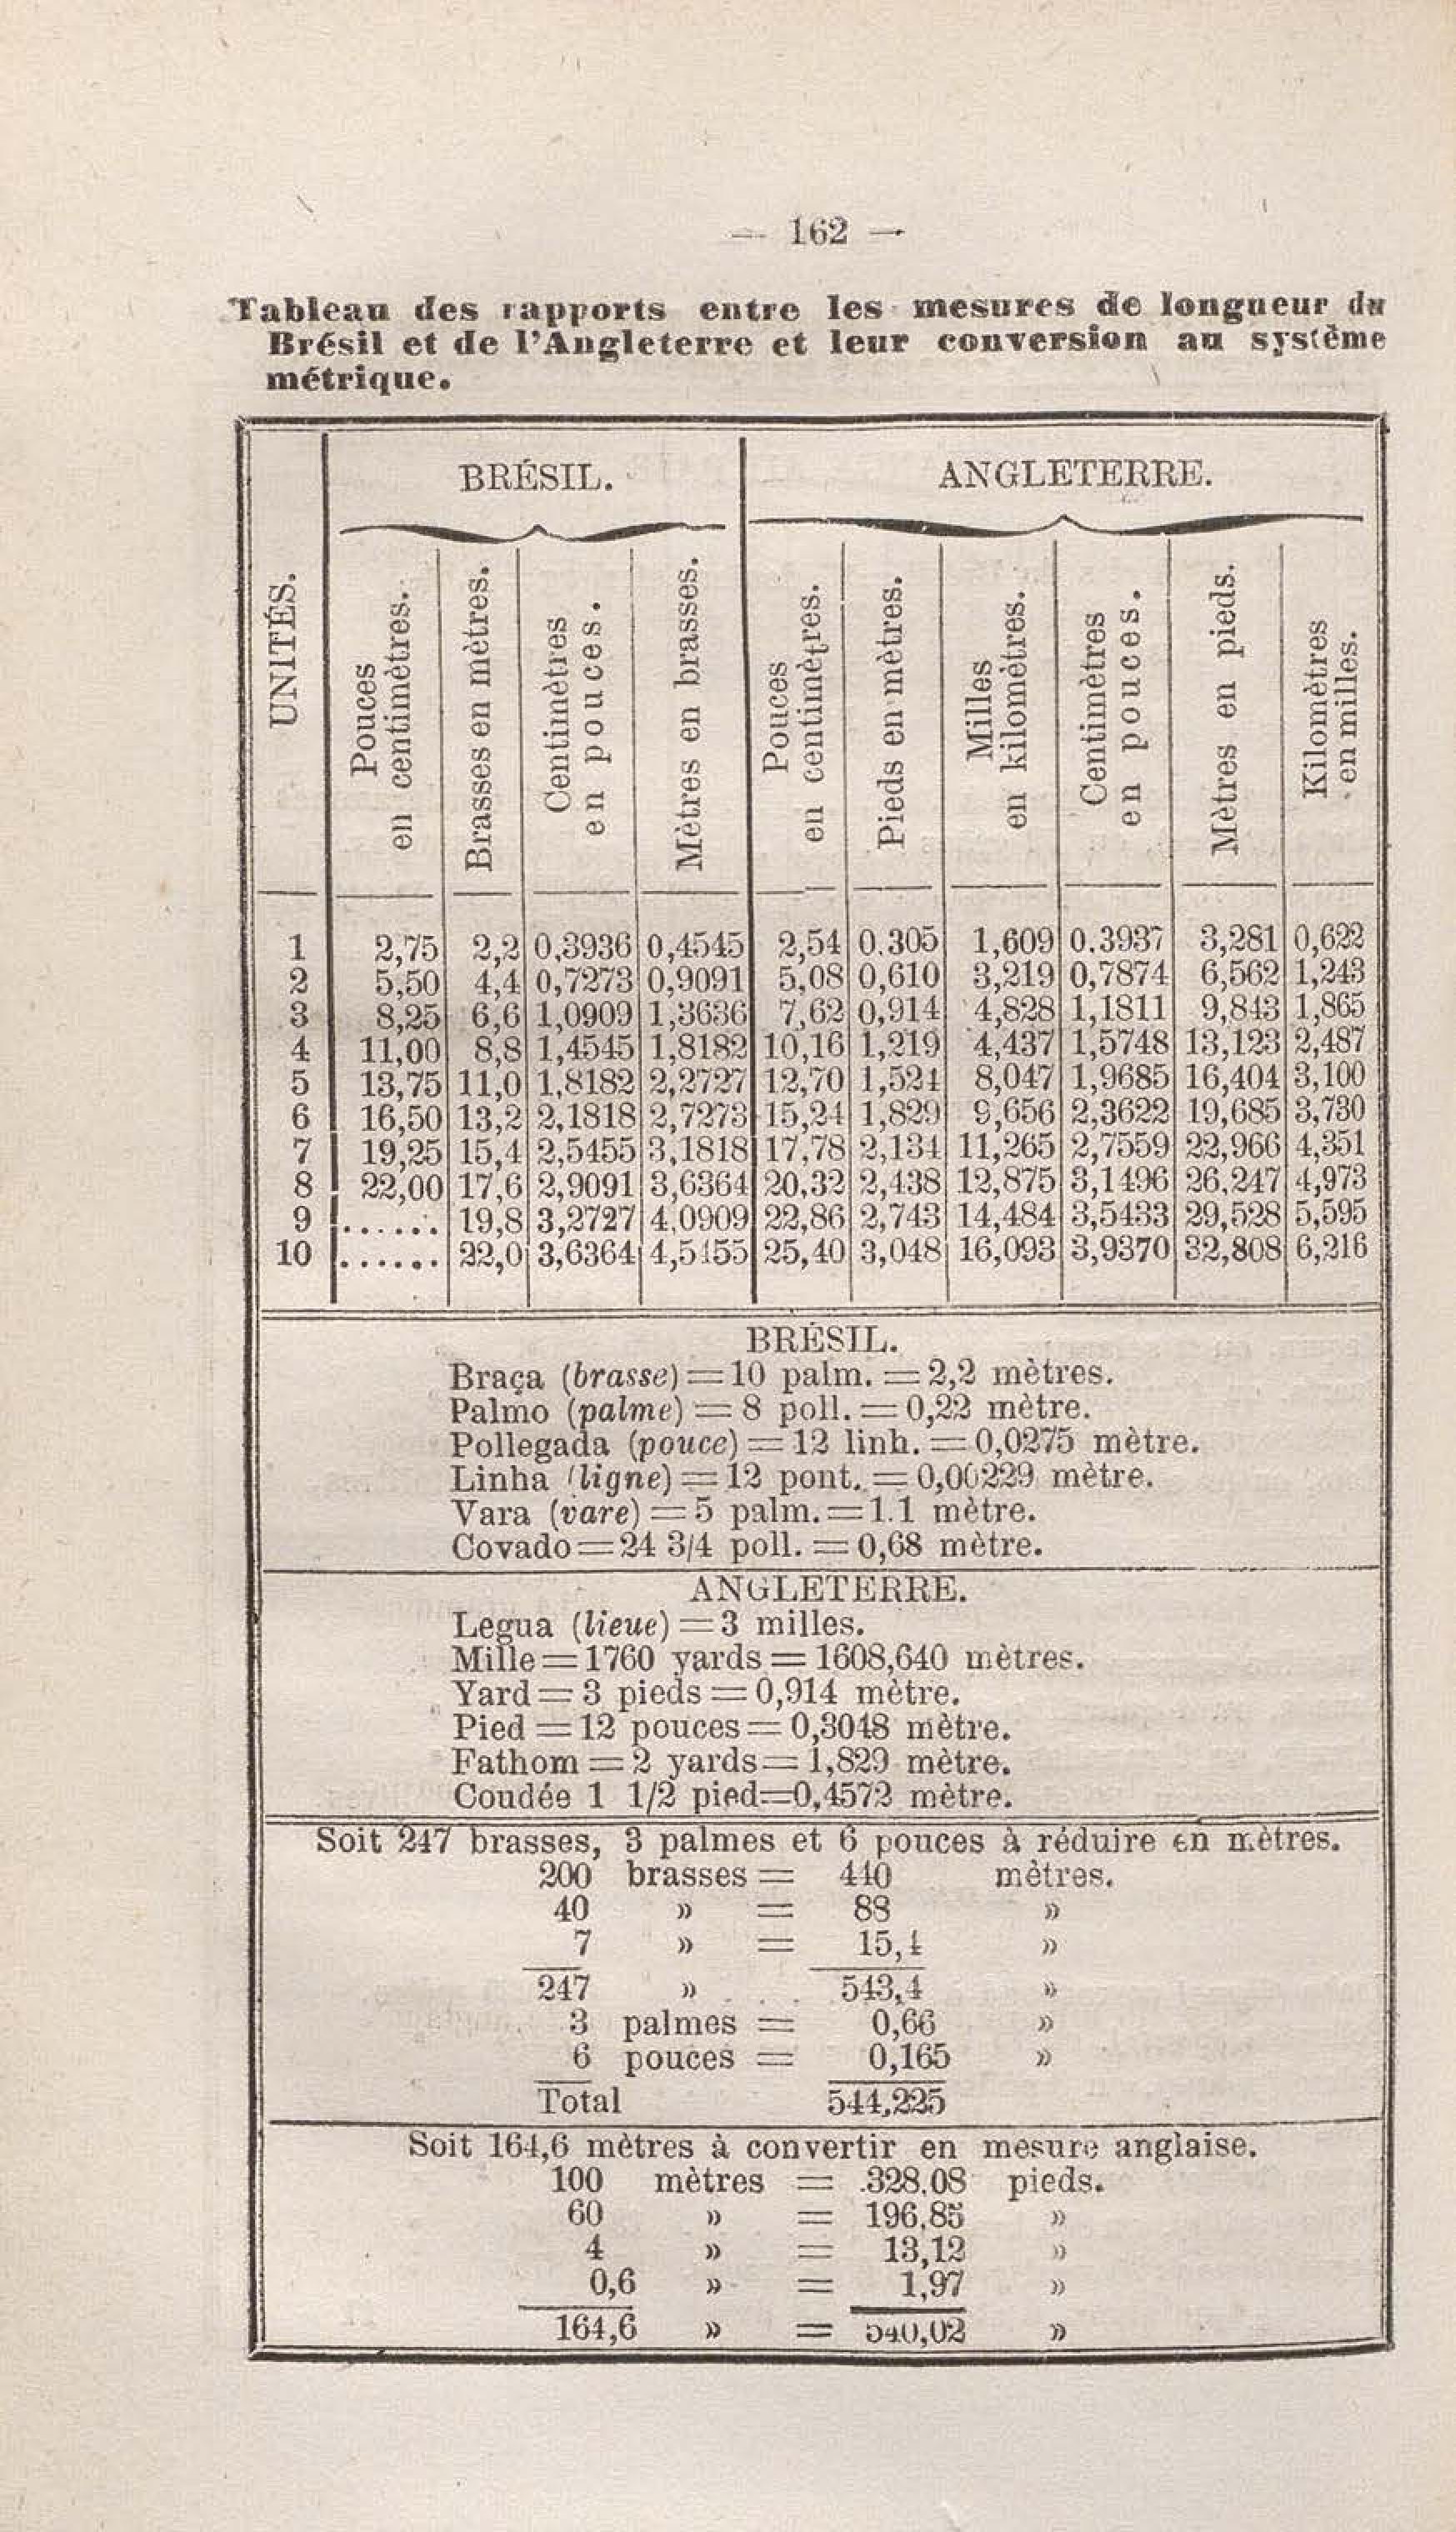 — 162 —
Tableau des rapports entre les mesures de longueur du
Brésil et de l'Angleterre et leur conversion au système
métrique.
UNITÉS.
BRÉSIL.
ANGLETERRE.
Pouces
en centimètres.
Brasses en mètres.
Centimètres
en pouces.
Mètres en brasses.
Pouces
en centimètres.
Pieds en mètres.
Milles
en kilomètres.
Centimètres
en pouces.
Mètres en pieds.
Kilomètres
en milles.
1 2,75 2,2 0,3936 0,4545 2,54 0.305 1,609 0.3937 3,281 0,622
2 5,50 4,4 0,7273 0,9091 5,08 0,610 3,219 0,7874 6,562 1,243
3 8,25 6,6 1,0909 1,3636 7,62 0,914 4,828 1,1811 9,843 1,865
4 11,00 8,8 1,4545 1,8182 10,16 1,219 4,437 1,5748 13,123 2,487
5 13,75 11,0 1,8182 2,2727 12,70 1,524 8,047 1,9685 16,404 3,100
6 16,50 13,2 2,1818 2,7273 15,24 1,829 9,656 2,3622 19,685 3,730
7 19,25 15,4 2,5455 3,1818 17,78 2,134 11,265 2,7559 22,966 4,351
8 22,00 17,6 2,9091 3,6364 20,32 2,438 12,875 3,1496 26,247 4,973
9 ...... 19,8 3,2727 4,0909 22,86 2,743 14,484 3,5433 29,528 5,595
10 ...... 22,0 3,6364 4,5455 25,40 3,048 16,093 3,9370 32,808 6,216
BRÉSIL.
Braça (brasse) = 10 palm. = 2,2 mètres.
Palmo (palme) = 8 poll. = 0,22 mètre.
Pollegada (pouce) = 12 linh. = 0,0275 mètre.
Linha (ligne) = 12 pont. = 0,00229 mètre.
Vara (vare) = 5 palm. = 1.1 mètre.
Covado = 24 3/4 poll. = 0,68 mètre.
ANGLETERRE.
Legua (lieue) = 3 milles.
Mille = 1760 yards = 1608,640 mètres.
Yard = 3 pieds = 0,914 mètre.
Pied = 12 pouces = 0,3048 mètre.
Fathom = 2 yards = 1,829 mètre.
Coudée 1 1/2 pied = 0,4572 mètre.
Soit 247 brasses, 3 palmes et 6 pouces à réduire en mètres.
200 brasses = 440 mètres.
40 » = 88 »
7 » = 15,4 »
247 » . . . 543,4 »
3 palmes = 0,66 »
6 pouces = 0,165 »
Total 544,225
Soit 164,6 mètres à convertir en mesure anglaise.
100 mètres = 328,08 pieds.
60 » = 196,85 »
4 » = 13,12 »
0,6 » = 1,97 »
164,6 » = 540,02 »